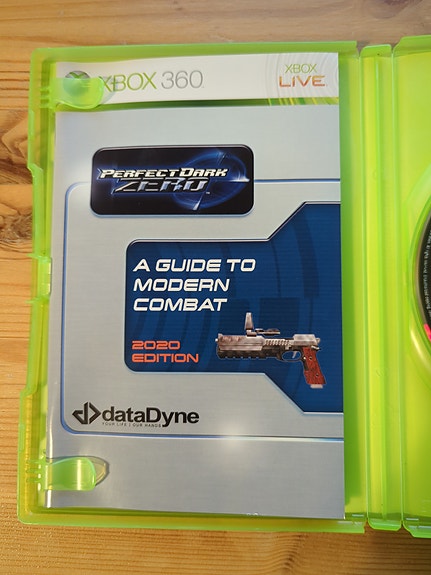 XBOX 360
XBOX
LIVE
PERFECT DARK
ZERO
A GUIDE TO
MODERN
COMBAT
2020
EDITION
dataDyne
YOUR LIFE | OUR HANDS